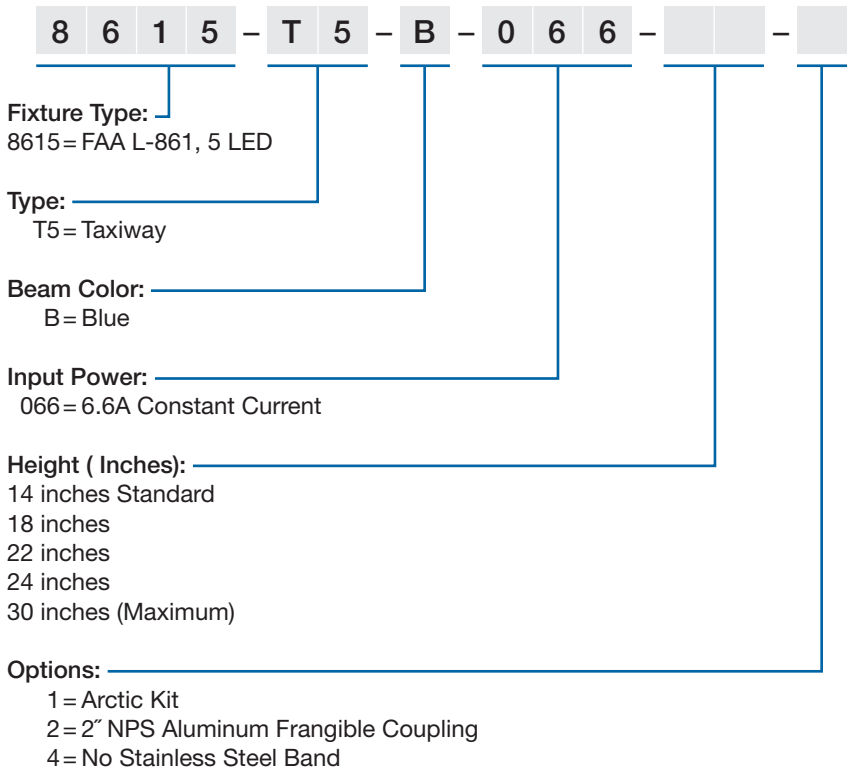 8 6 1 5 – T 5 – B – 0 6 6 – –
Fixture Type:
8615 = FAA L-861, 5 LED
Type:
T5 = Taxiway
Beam Color:
B = Blue
Input Power:
066 = 6.6A Constant Current
Height ( Inches):
14 inches Standard
18 inches
22 inches
24 inches
30 inches (Maximum)
Options:
1 = Arctic Kit
2 = 2˝ NPS Aluminum Frangible Coupling
4 = No Stainless Steel Band